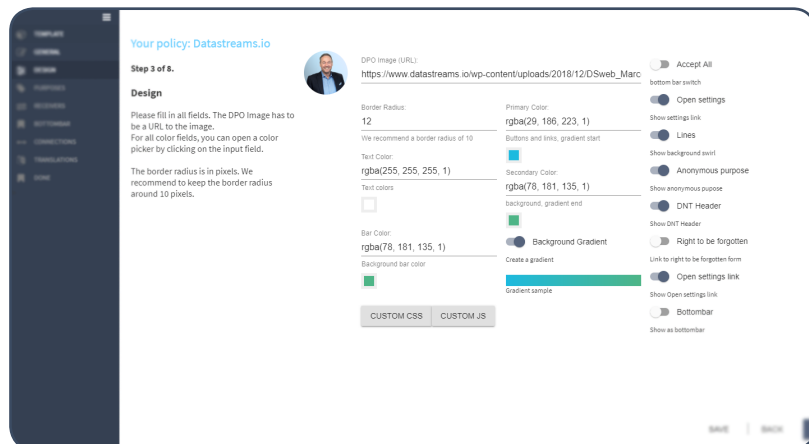 TEMPLATE
GENERAL
DESIGN
PURPOSES
RECEIVERS
BOTTOMBAR
CONNECTIONS
TRANSLATIONS
DONE
Your policy: Datastreams.io
Step 3 of 8.
Design
Please fill in all fields. The DPO Image has to
be a URL to the image.
For all color fields, you can open a color
picker by clicking on the input field.
The border radius is in pixels. We
recommend to keep the border radius
around 10 pixels.
DPO Image (URL):
https://www.datastreams.io/wp-content/uploads/2018/12/DSweb_Marc
Border Radius:
12
We recommend a border radius of 10
Text Color:
rgba(255, 255, 255, 1)
Text colors
Bar Color:
rgba(78, 181, 135, 1)
Background bar color
CUSTOM CSS
CUSTOM JS
Primary Color:
rgba(29, 186, 223, 1)
Buttons and links, gradient start
Secondary Color:
rgba(78, 181, 135, 1)
background, gradient end
Background Gradient
Create a gradient
Gradient sample
Accept All
bottom bar switch
Open settings
Show settings link
Lines
Show background swirl
Anonymous purpose
Show anonymous pupose
DNT Header
Show DNT Header
Right to be forgotten
Link to right to be forgotten form
Open settings link
Show Open settings link
Bottombar
Show as bottombar
SAVE
BACK